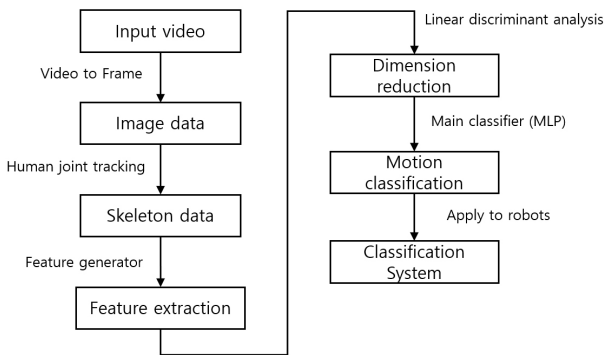 Input video
Video to Frame
Image data
Human joint tracking
Skeleton data
Feature generator
Feature extraction
Linear discriminant analysis
Dimension
reduction
Main classifier (MLP)
Motion
classification
Apply to robots
Classification
System